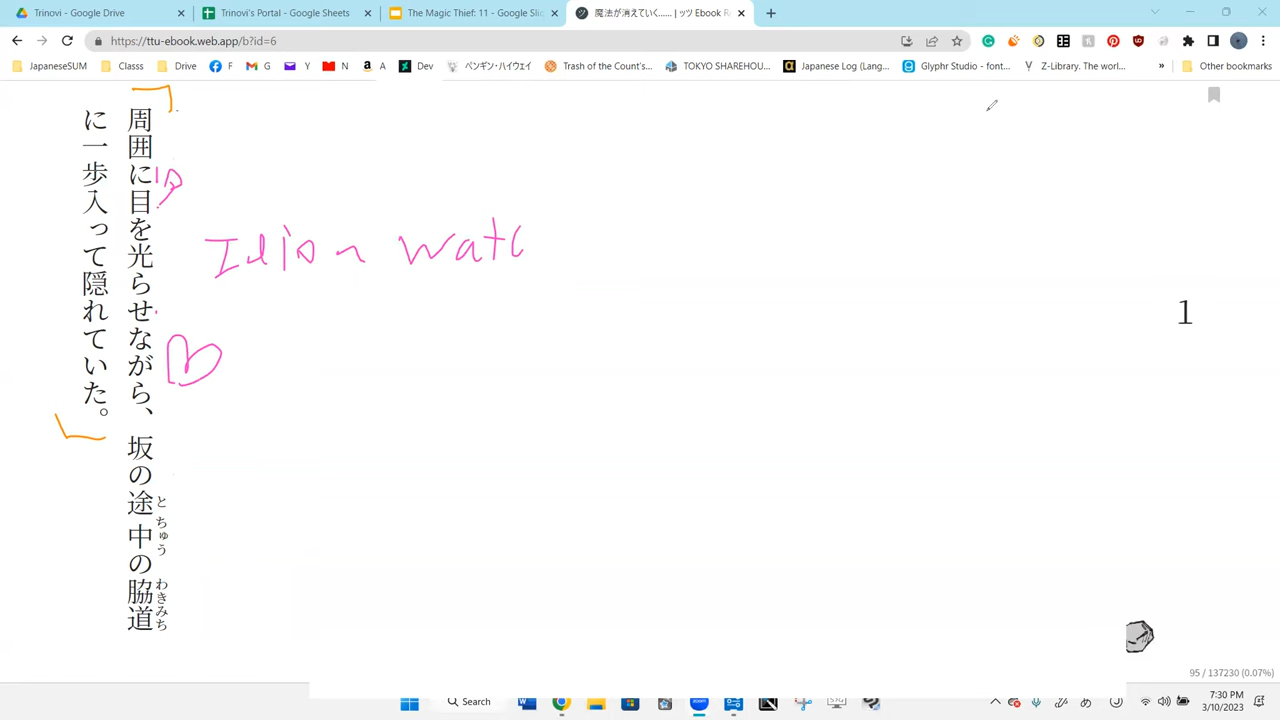 Trinovi - Google Drive
Trinovi's Portal - Google Sheets
The Magic Thief: 11 - Google Slid
魔法が消えていく...... | ッツ Ebook R
https://ttu-ebook.web.app/b?id=6
JapaneseSUM
Classs
Drive
F
G
Y
N
A
Dev
ペンギン・ハイウェイ
Trash of the Count's...
TOKYO SHAREHOU...
Japanese Log (Lang...
Glyphr Studio - font...
Z-Library. The worl...
»
Other bookmarks
1
周囲に目を光らせながら、坂の途中の脇道
とちゅう
わきみち
に一歩入って隠れていた。
Idiom watc
95 / 137230 (0.07%)
Search
あ
7:30 PM
3/10/2023